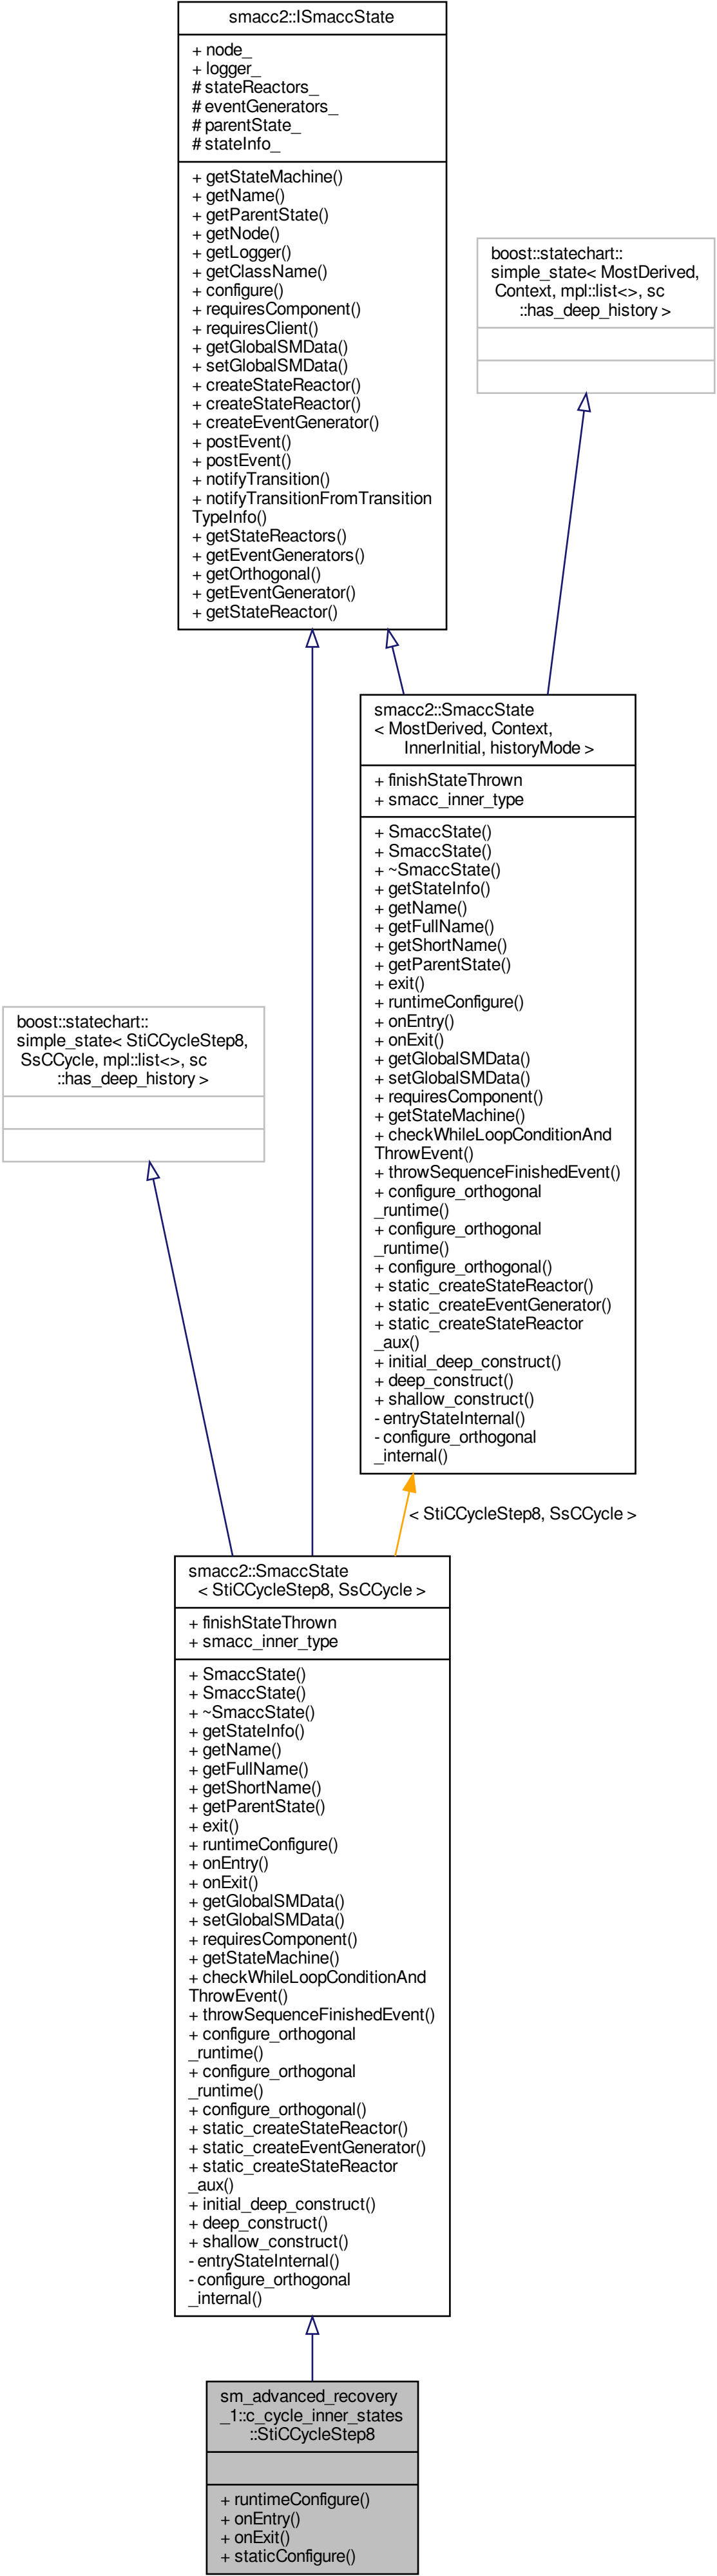 smacc2::ISmaccState
+ node_
+ logger_
# stateReactors_
# eventGenerators_
# parentState_
# stateInfo_
+ getStateMachine()
+ getName()
+ getParentState()
+ getNode()
+ getLogger()
+ getClassName()
+ configure()
+ requiresComponent()
+ requiresClient()
+ getGlobalSMData()
+ setGlobalSMData()
+ createStateReactor()
+ createStateReactor()
+ createEventGenerator()
+ postEvent()
+ postEvent()
+ notifyTransition()
+ notifyTransitionFromTransition
TypeInfo()
+ getStateReactors()
+ getEventGenerators()
+ getOrthogonal()
+ getEventGenerator()
+ getStateReactor()
boost::statechart::
simple_state< MostDerived,
Context, mpl::list<>, sc
::has_deep_history >
smacc2::SmaccState
< MostDerived, Context,
InnerInitial, historyMode >
+ finishStateThrown
+ smacc_inner_type
+ SmaccState()
+ SmaccState()
+ ~SmaccState()
+ getStateInfo()
+ getName()
+ getFullName()
+ getShortName()
+ getParentState()
+ exit()
+ runtimeConfigure()
+ onEntry()
+ onExit()
+ getGlobalSMData()
+ setGlobalSMData()
+ requiresComponent()
+ getStateMachine()
+ checkWhileLoopConditionAnd
ThrowEvent()
+ throwSequenceFinishedEvent()
+ configure_orthogonal
_runtime()
+ configure_orthogonal
_runtime()
+ configure_orthogonal()
+ static_createStateReactor()
+ static_createEventGenerator()
+ static_createStateReactor
_aux()
+ initial_deep_construct()
+ deep_construct()
+ shallow_construct()
- entryStateInternal()
- configure_orthogonal
_internal()
boost::statechart::
simple_state< StiCCycleStep8,
SsCCycle, mpl::list<>, sc
::has_deep_history >
< StiCCycleStep8, SsCCycle >
smacc2::SmaccState
< StiCCycleStep8, SsCCycle >
+ finishStateThrown
+ smacc_inner_type
+ SmaccState()
+ SmaccState()
+ ~SmaccState()
+ getStateInfo()
+ getName()
+ getFullName()
+ getShortName()
+ getParentState()
+ exit()
+ runtimeConfigure()
+ onEntry()
+ onExit()
+ getGlobalSMData()
+ setGlobalSMData()
+ requiresComponent()
+ getStateMachine()
+ checkWhileLoopConditionAnd
ThrowEvent()
+ throwSequenceFinishedEvent()
+ configure_orthogonal
_runtime()
+ configure_orthogonal
_runtime()
+ configure_orthogonal()
+ static_createStateReactor()
+ static_createEventGenerator()
+ static_createStateReactor
_aux()
+ initial_deep_construct()
+ deep_construct()
+ shallow_construct()
- entryStateInternal()
- configure_orthogonal
_internal()
sm_advanced_recovery
_1::c_cycle_inner_states
::StiCCycleStep8
+ runtimeConfigure()
+ onEntry()
+ onExit()
+ staticConfigure()